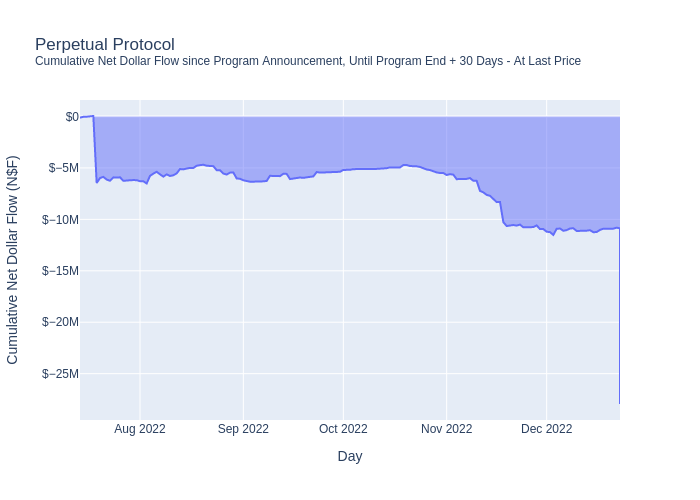 Perpetual Protocol
Cumulative Net Dollar Flow since Program Announcement, Until Program End + 30 Days - At Last Price
Cumulative Net Dollar Flow (N$F)
$0
$−5M
$−10M
$−15M
$−20M
$−25M
Aug 2022
Sep 2022
Oct 2022
Nov 2022
Dec 2022
Day